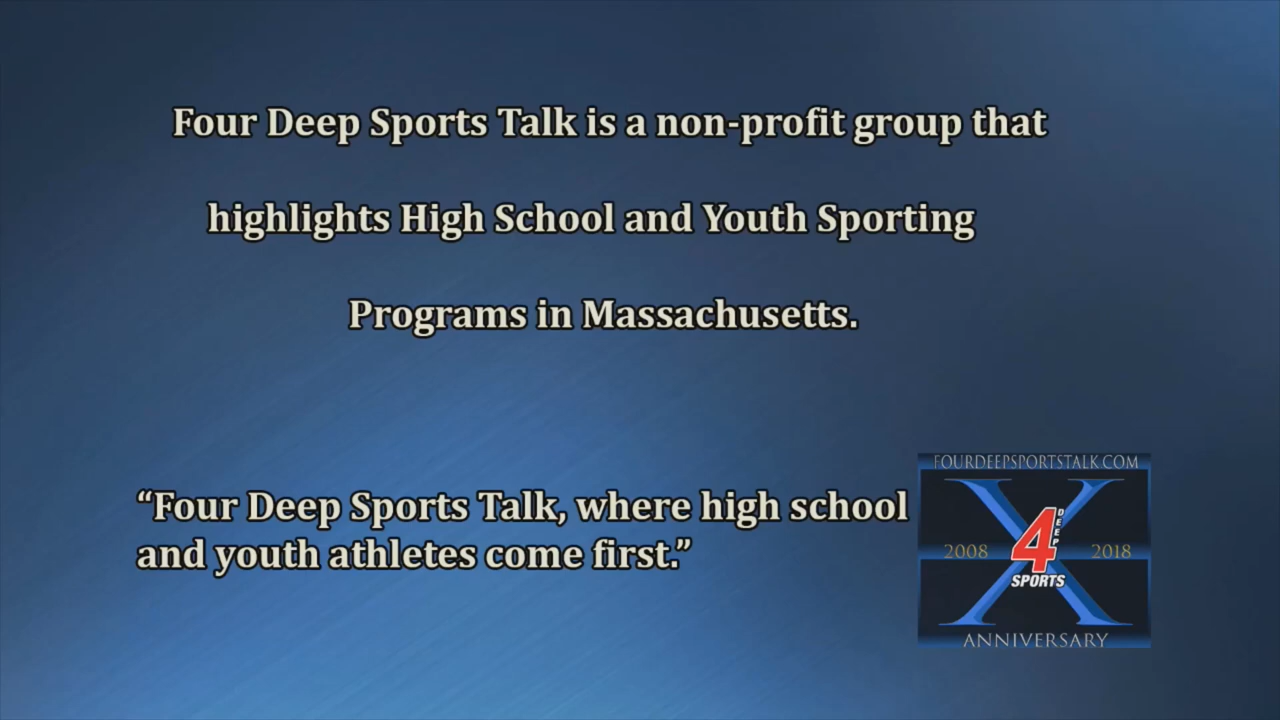 Four Deep Sports Talk is a non-profit group that
highlights High School and Youth Sporting
Programs in Massachusetts.
“Four Deep Sports Talk, where high school
and youth athletes come first.”
FOURDEEPSPORTSTALK.COM
2008 4 DEEP 2018
SPORTS
ANNIVERSARY